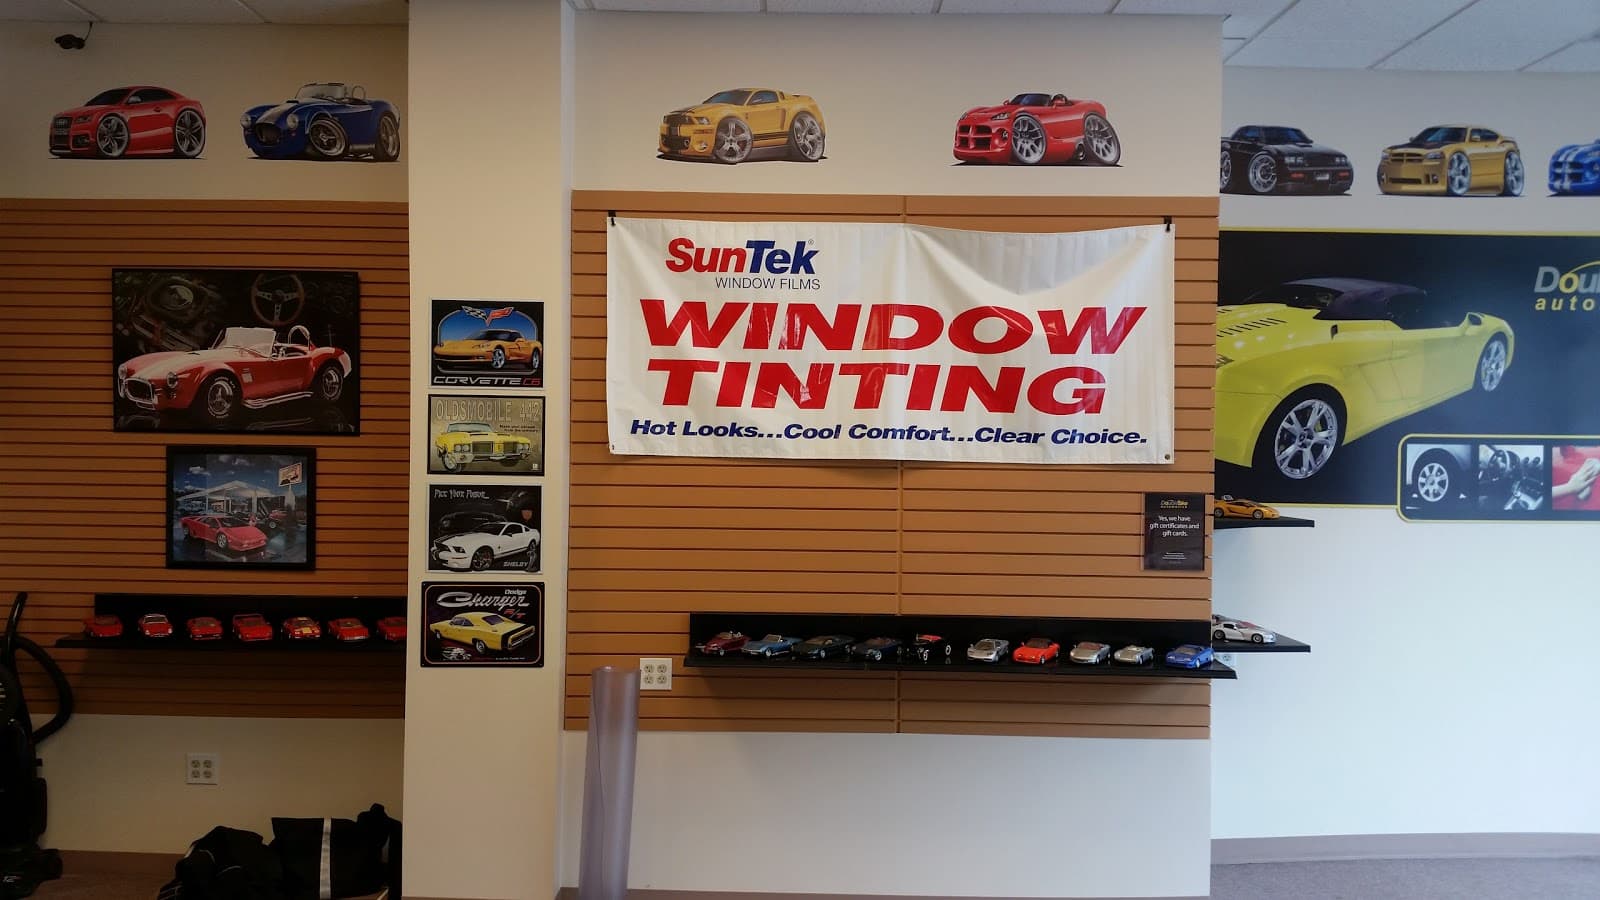 SunTek®
WINDOW FILMS
WINDOW
TINTING
Hot Looks...Cool Comfort...Clear Choice.
CORVETTE C6
OLDSMOBILE 442
SHELBY
Dodge
Charger
R/T
Yes, we have
gift certificates and
gift cards.
Dou
auto